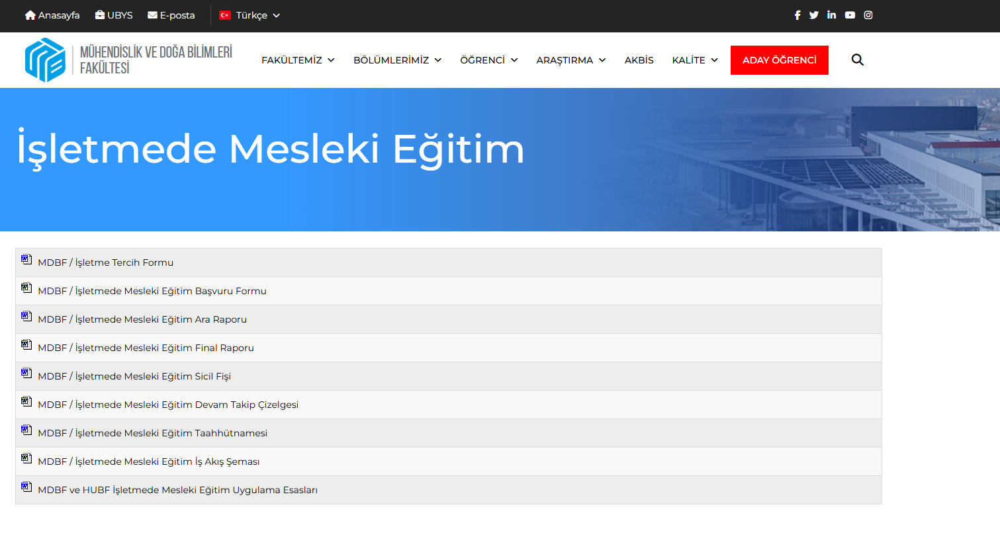 Anasayfa UBYS E-posta Türkçe
MÜHENDİSLİK VE DOĞA BİLİMLERİ
FAKÜLTESİ
FAKÜLTEMİZ BÖLÜMLERİMİZ ÖĞRENCİ ARAŞTIRMA AKBİS KALİTE ADAY ÖĞRENCİ
İşletmede Mesleki Eğitim
MDBF / İşletme Tercih Formu
MDBF / İşletmede Mesleki Eğitim Başvuru Formu
MDBF / İşletmede Mesleki Eğitim Ara Raporu
MDBF / İşletmede Mesleki Eğitim Final Raporu
MDBF / İşletmede Mesleki Eğitim Sicil Fişi
MDBF / İşletmede Mesleki Eğitim Devam Takip Çizelgesi
MDBF / İşletmede Mesleki Eğitim Taahhütnamesi
MDBF / İşletmede Mesleki Eğitim İş Akış Şeması
MDBF ve HUBF İşletmede Mesleki Eğitim Uygulama Esasları